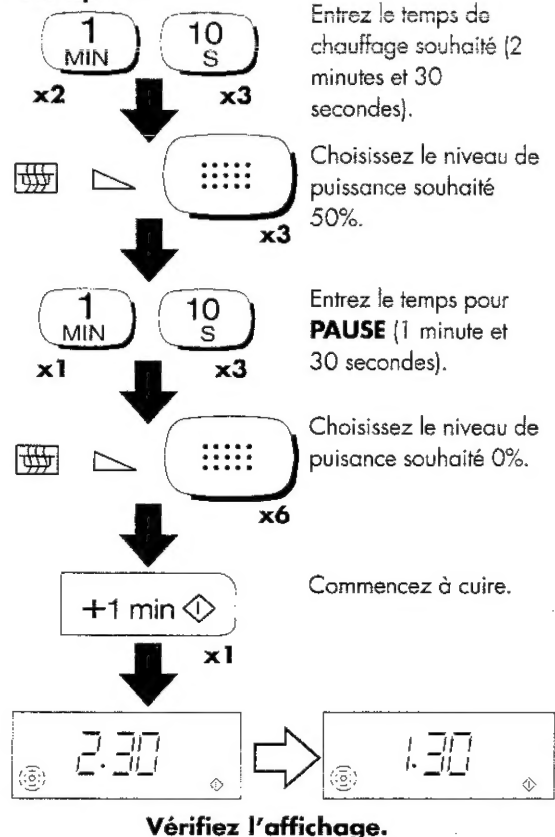 1
MIN
10
S
x2
x3
Entrez le temps de
chauffage souhaité (2
minutes et 30
secondes).
x3
Choisissez le niveau de
puissance souhaité
50%.
1
MIN
10
S
x1
x3
Entrez le temps pour
PAUSE (1 minute et
30 secondes).
x6
Choisissez le niveau de
puisance souhaité 0%.
+1 min
x1
Commencez à cuire.
2.30
1.30
Vérifiez l'affichage.